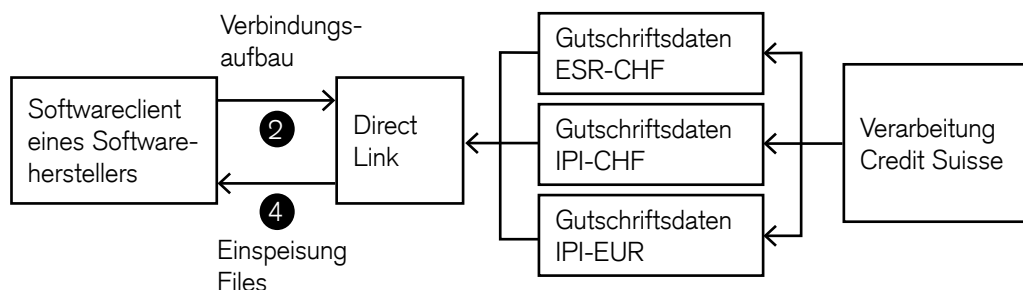 Verbindungs-
aufbau
Softwareclient
eines Software-
herstellers
2
4
Einspeisung
Files
Direct
Link
Gutschriftsdaten
ESR-CHF
Gutschriftsdaten
IPI-CHF
Gutschriftsdaten
IPI-EUR
Verarbeitung
Credit Suisse